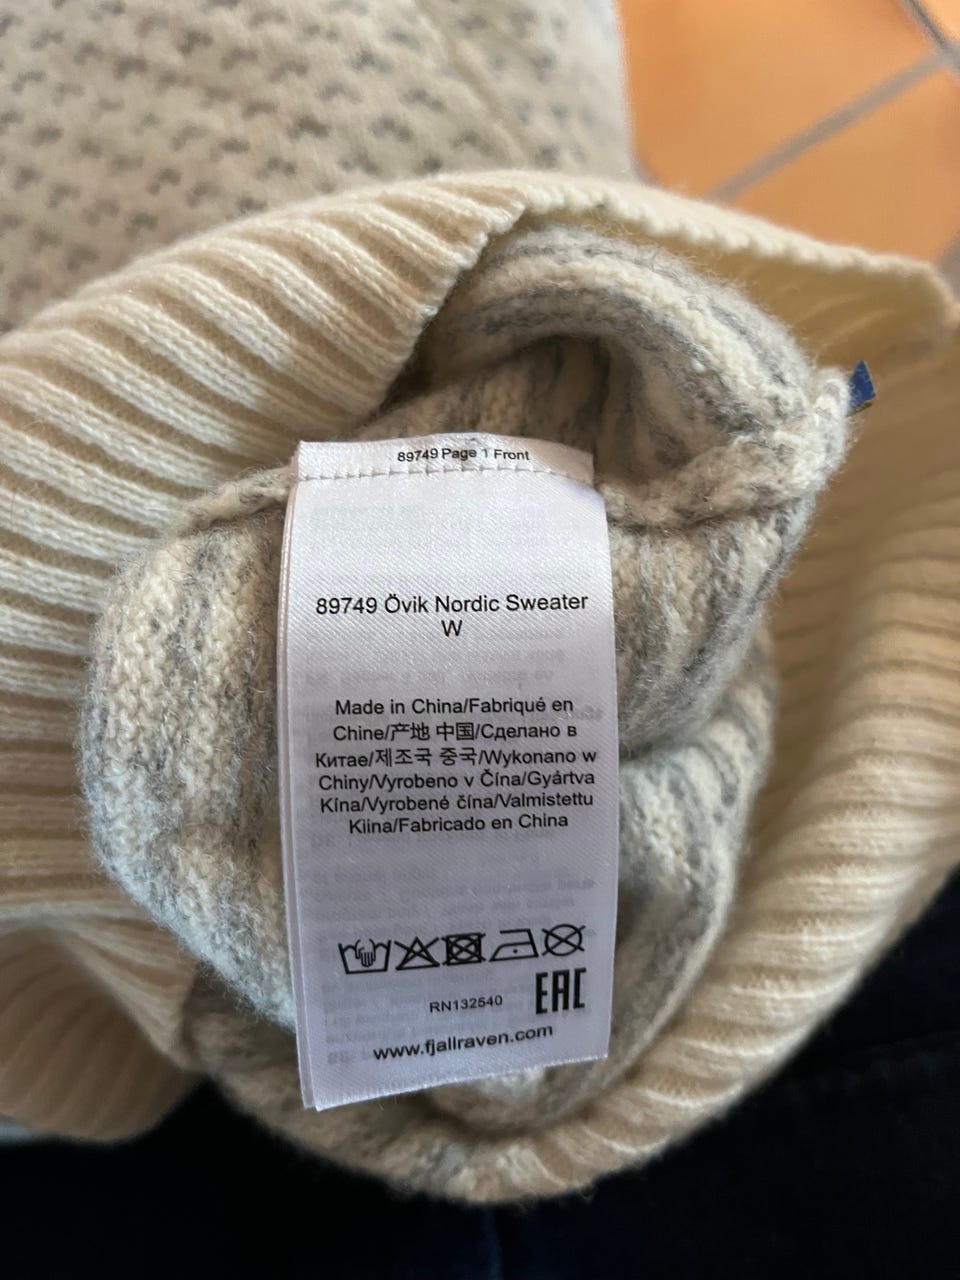 89749 Page 1 Front
89749 Övik Nordic Sweater
W
Made in China/Fabriqué en
Chine/产地 中国/Сделано в
Китае/제조국 중국/Wykonano w
Chiny/Vyrobeno v Čína/Gyártva
Kína/Vyrobené čína/Valmistettu
Kiina/Fabricado en China
EAC
RN132540
www.fjallraven.com